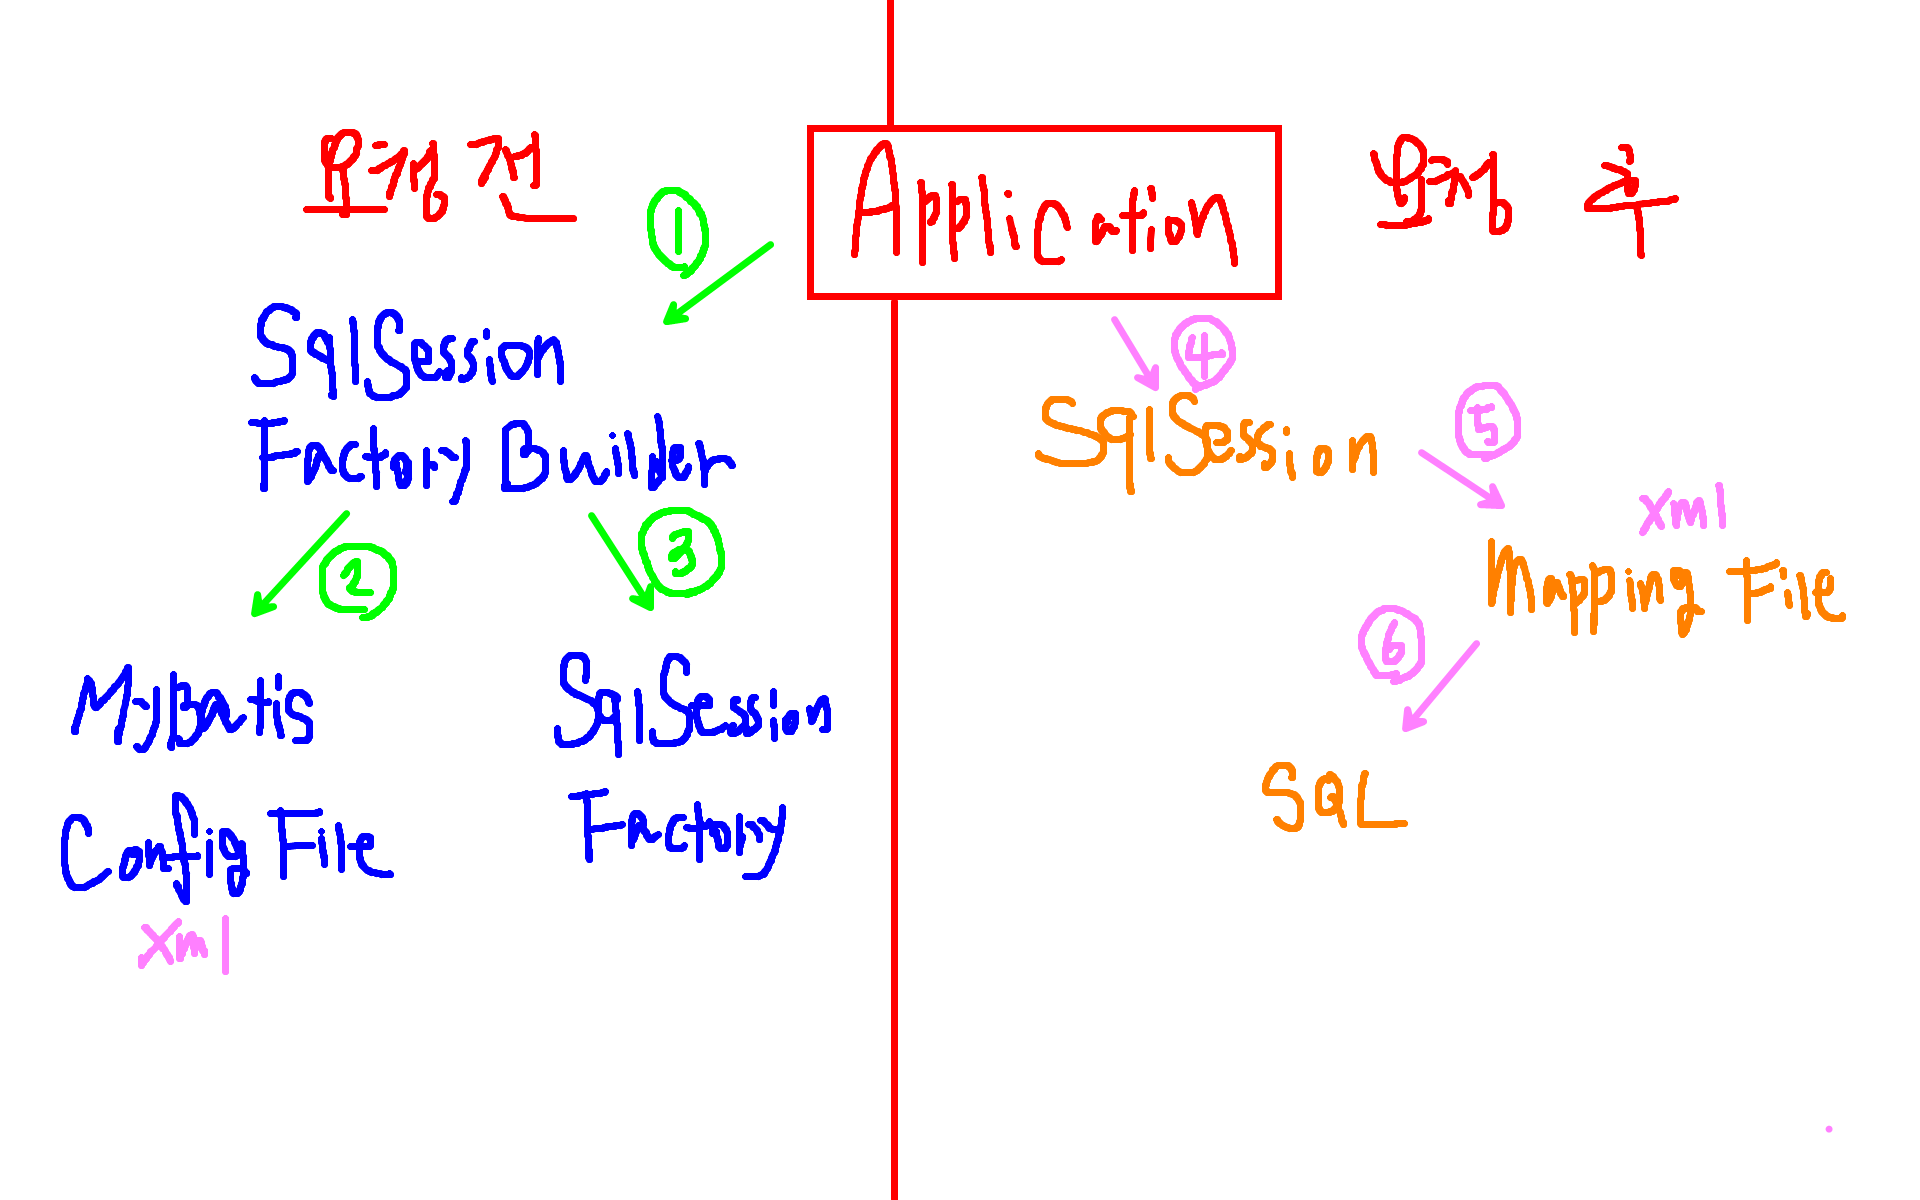 요청 전
Application
요청 후
①
SqlSession
Factory Builder
②
③
MyBatis
Config File
xml
SqlSession
Factory
④
SqlSession
⑤
xml
Mapping File
⑥
SQL